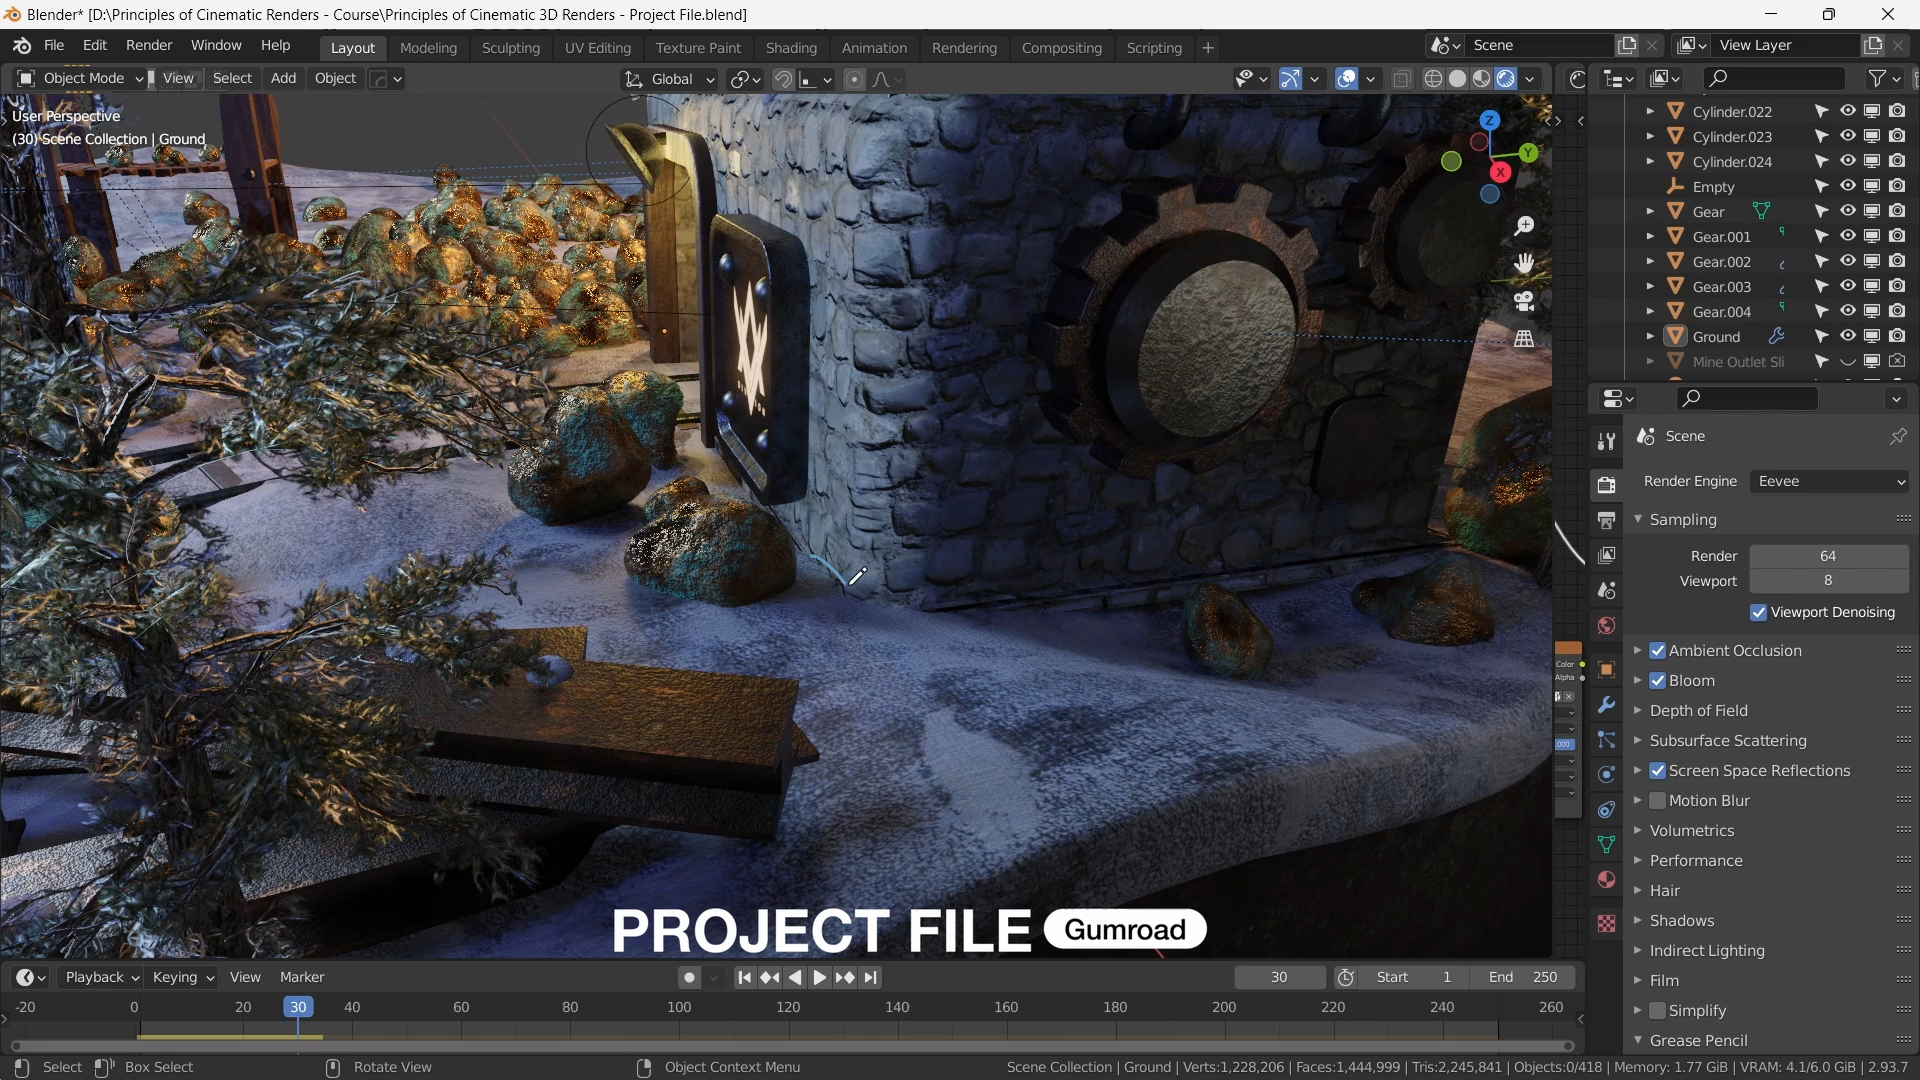 Blender* [D:\Principles of Cinematic Renders - Course\Principles of Cinematic 3D Renders - Project File.blend]
File Edit Render Window Help Layout Modeling Sculpting UV Editing Texture Paint Shading Animation Rendering Compositing Scripting + Scene View Layer
Object Mode View Select Add Object Global
User Perspective
(30) Scene Collection | Ground
Z
Y
X
Cylinder.022
Cylinder.023
Cylinder.024
Empty
Gear
Gear.001
Gear.002
Gear.003
Gear.004
Ground
Mine Outlet Sli
Scene
Render Engine Eevee
Sampling
Render 64
Viewport 8
Viewport Denoising
Ambient Occlusion
Bloom
Depth of Field
Subsurface Scattering
Screen Space Reflections
Motion Blur
Volumetrics
Performance
Hair
Shadows
Indirect Lighting
Film
Simplify
Grease Pencil
Color
Alpha
PROJECT FILE Gumroad
Playback Keying View Marker 30 Start 1 End 250
-20 0 20 30 40 60 80 100 120 140 160 180 200 220 240 260
Select Box Select Rotate View Object Context Menu Scene Collection | Ground | Verts:1,228,206 | Faces:1,444,999 | Tris:2,245,841 | Objects:0/418 | Memory: 1.77 GiB | VRAM: 4.1/6.0 GiB | 2.93.7